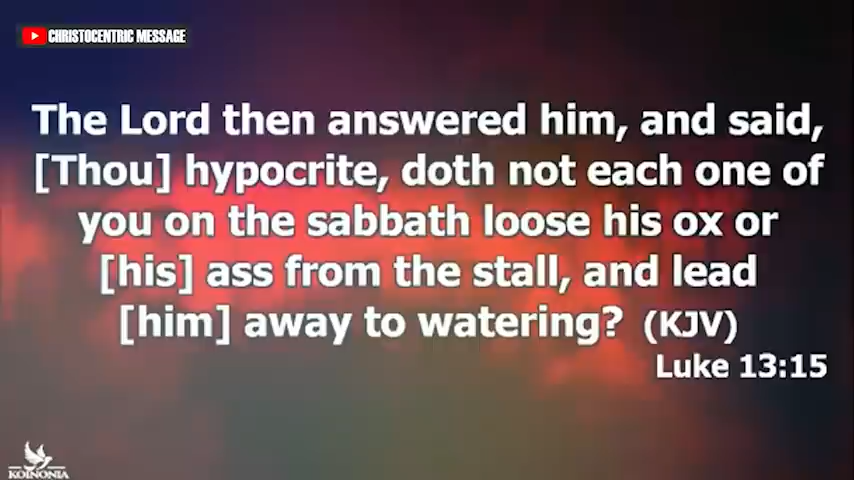 CHRISTOCENTRIC MESSAGE
The Lord then answered him, and said,
[Thou] hypocrite, doth not each one of
you on the sabbath loose his ox or
[his] ass from the stall, and lead
[him] away to watering? (KJV)
Luke 13:15
KOINONIA